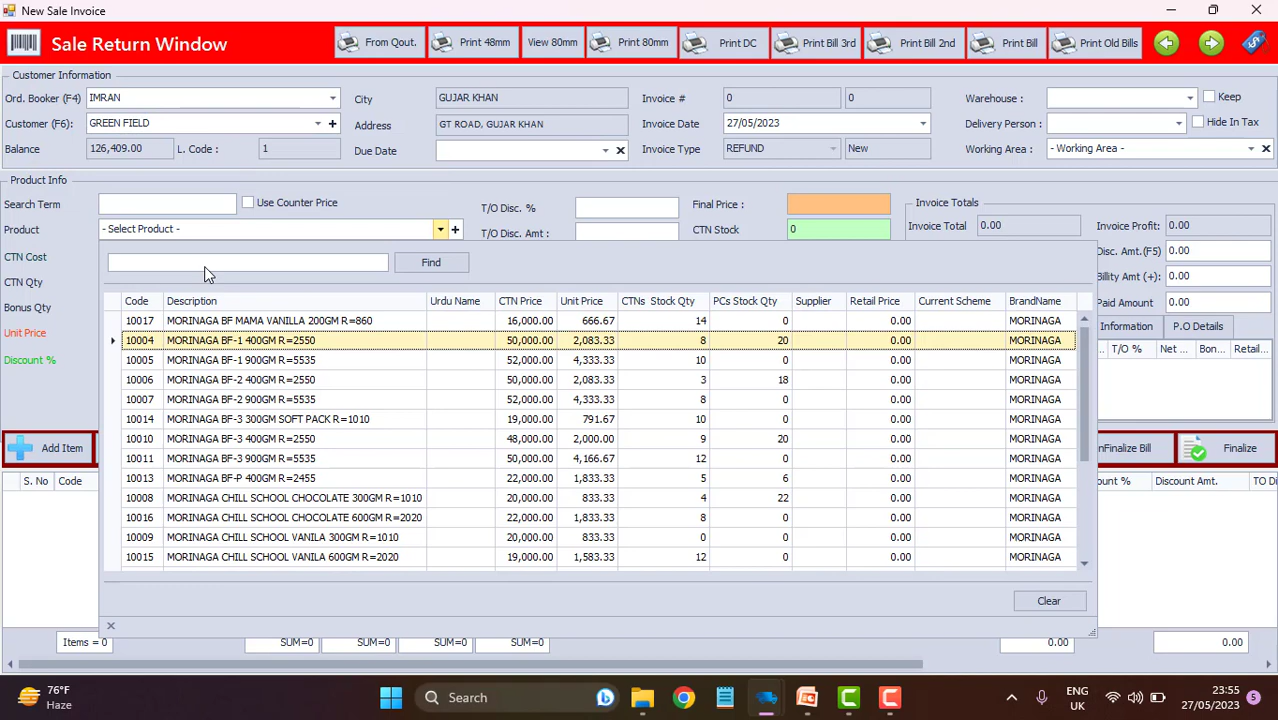 New Sale Invoice
Sale Return Window
From Qout.
Print 48mm
View 80mm
Print 80mm
Print DC
Print Bill 3rd
Print Bill 2nd
Print Bill
Print Old Bills
Customer Information
Ord. Booker (F4) IMRAN City GUJAR KHAN Invoice # 0 0 Warehouse : Keep
Customer (F6): GREEN FIELD Address GT ROAD, GUJAR KHAN Invoice Date 27/05/2023 Delivery Person : Hide In Tax
Balance 126,409.00 L. Code : 1 Due Date Invoice Type REFUND New Working Area : - Working Area -
Product Info
Search Term Use Counter Price T/O Disc. % Final Price : Invoice Totals
Product - Select Product - T/O Disc. Amt : CTN Stock 0 Invoice Total 0.00 Invoice Profit: 0.00
CTN Cost Disc. Amt.(F5) 0.00
Find
CTN Qty Billity Amt (+): 0.00
Bonus Qty Paid Amount 0.00
Unit Price Information P.O Details
Discount % T/O % Net ... Bon... Retail...
Code Description Urdu Name CTN Price Unit Price CTNs Stock Qty PCs Stock Qty Supplier Retail Price Current Scheme BrandName
10017 MORINAGA BF MAMA VANILLA 200GM R=860 16,000.00 666.67 14 0 0.00 MORINAGA
10004 MORINAGA BF-1 400GM R=2550 50,000.00 2,083.33 8 20 0.00 MORINAGA
10005 MORINAGA BF-1 900GM R=5535 52,000.00 4,333.33 10 0 0.00 MORINAGA
10006 MORINAGA BF-2 400GM R=2550 50,000.00 2,083.33 3 18 0.00 MORINAGA
10007 MORINAGA BF-2 900GM R=5535 52,000.00 4,333.33 8 0 0.00 MORINAGA
10014 MORINAGA BF-3 300GM SOFT PACK R=1010 19,000.00 791.67 10 0 0.00 MORINAGA
10010 MORINAGA BF-3 400GM R=2550 48,000.00 2,000.00 9 20 0.00 MORINAGA
10011 MORINAGA BF-3 900GM R=5535 50,000.00 4,166.67 12 0 0.00 MORINAGA
10013 MORINAGA BF-P 400GM R=2455 22,000.00 1,833.33 5 6 0.00 MORINAGA
10008 MORINAGA CHILL SCHOOL CHOCOLATE 300GM R=1010 20,000.00 833.33 4 22 0.00 MORINAGA
10016 MORINAGA CHILL SCHOOL CHOCOLATE 600GM R=2020 22,000.00 1,833.33 8 0 0.00 MORINAGA
10009 MORINAGA CHILL SCHOOL VANILA 300GM R=1010 20,000.00 833.33 0 0 0.00 MORINAGA
10015 MORINAGA CHILL SCHOOL VANILA 600GM R=2020 19,000.00 1,583.33 12 0 0.00 MORINAGA
Add Item nFinalize Bill Finalize
S. No Code ount % Discount Amt. TO Di
Clear
Items = 0 SUM=0 SUM=0 SUM=0 SUM=0 0.00 0.00
76°F
Haze
Search
ENG
UK
23:55
27/05/2023
5